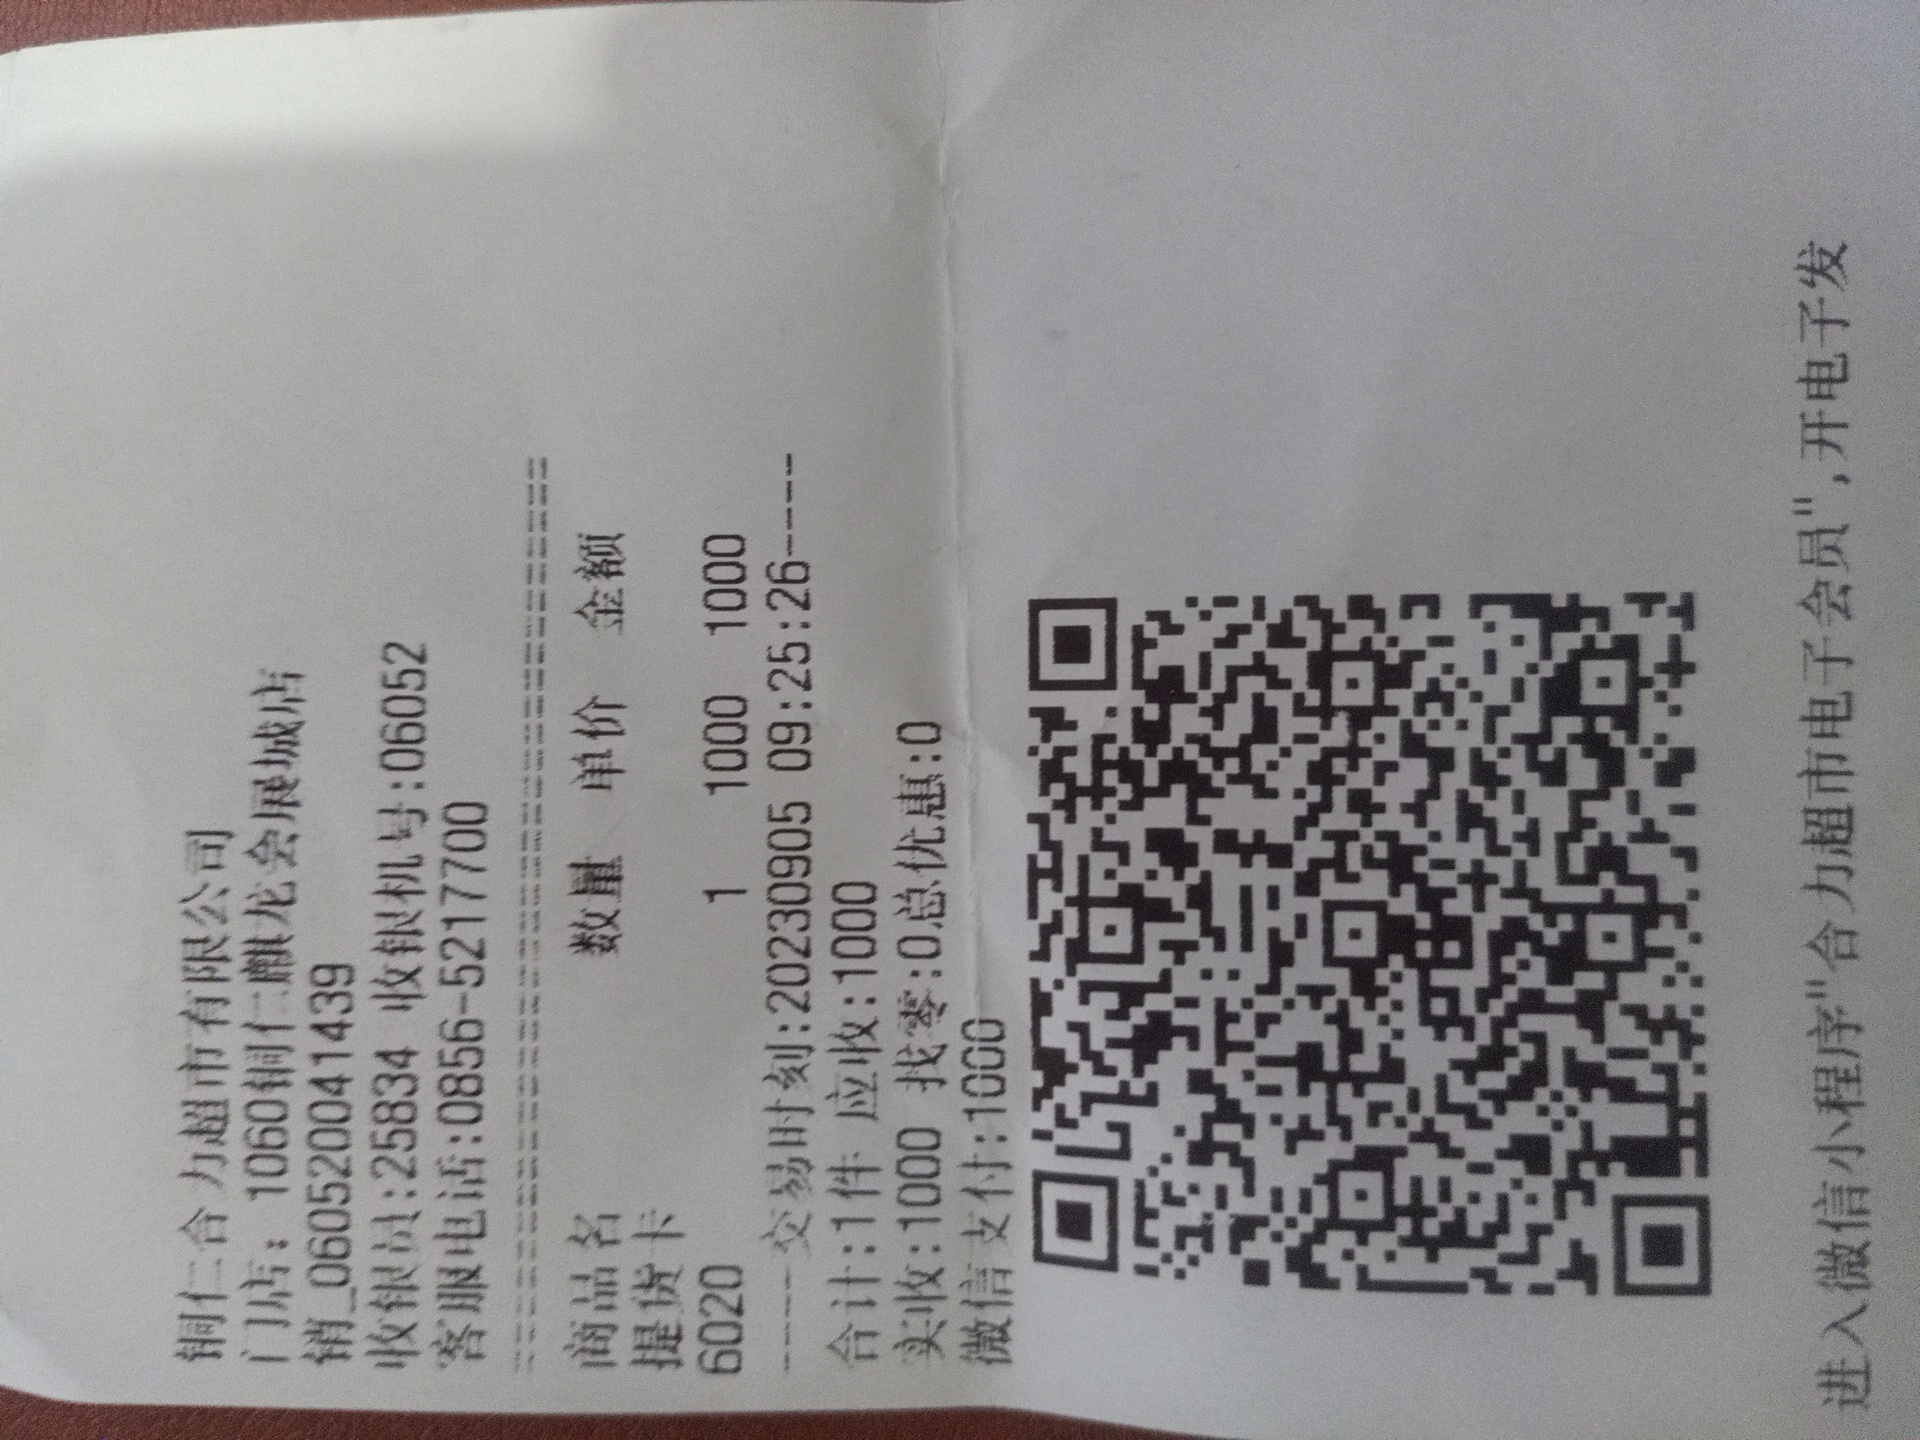 铜仁合力超市有限公司
门店: 1060铜仁麒龙会展城店
销_060520041439
收银员:25834 收银机号:06052
客服电话:0856-5217700
商品名 数量 单价 金额
提货卡
6020 1 1000 1000
------交易时刻:20230905 09:25:26-----
合计:1件 应收:1000
实收:1000 找零:0总优惠:0
微信支付:1000
进入微信小程序"合力超市电子会员",开电子发